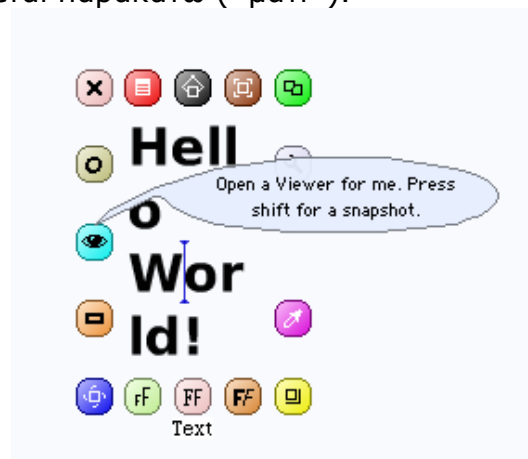 Hell
Open a Viewer for me. Press
o
shift for a snapshot.
Wor
ld!
Text